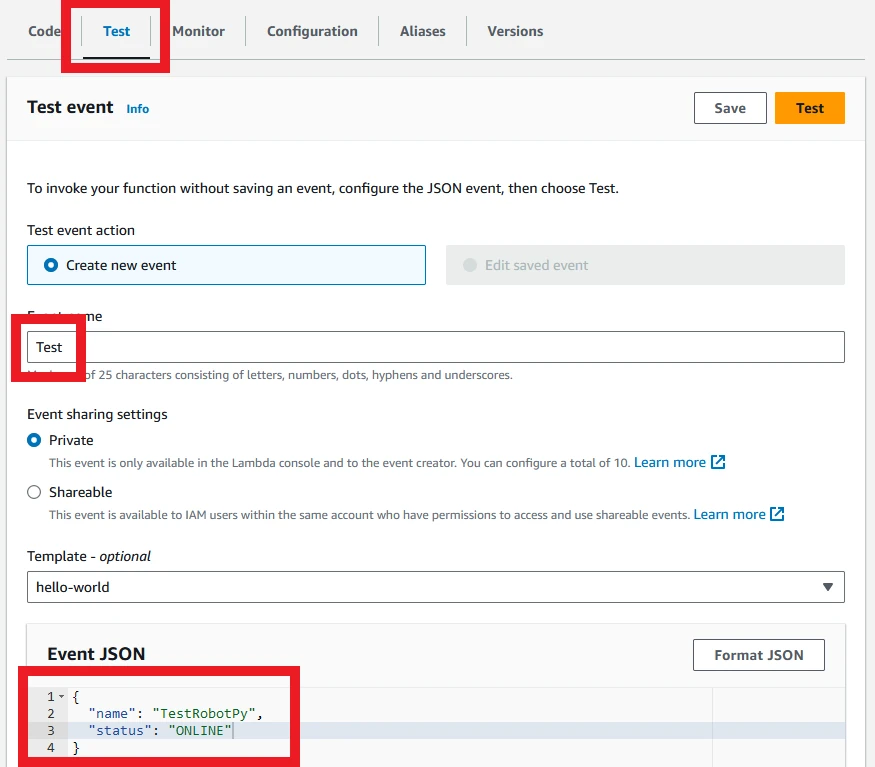 Code Test Monitor Configuration Aliases Versions
Test event Info Save Test
To invoke your function without saving an event, configure the JSON event, then choose Test.
Test event action
Create new event Edit saved event
Test
of 25 characters consisting of letters, numbers, dots, hyphens and underscores.
Event sharing settings
Private
This event is only available in the Lambda console and to the event creator. You can configure a total of 10. Learn more
Shareable
This event is available to IAM users within the same account who have permissions to access and use shareable events. Learn more
Template - optional
hello-world
Event JSON Format JSON
1 {
2 "name": "TestRobotPy",
3 "status": "ONLINE"
4 }